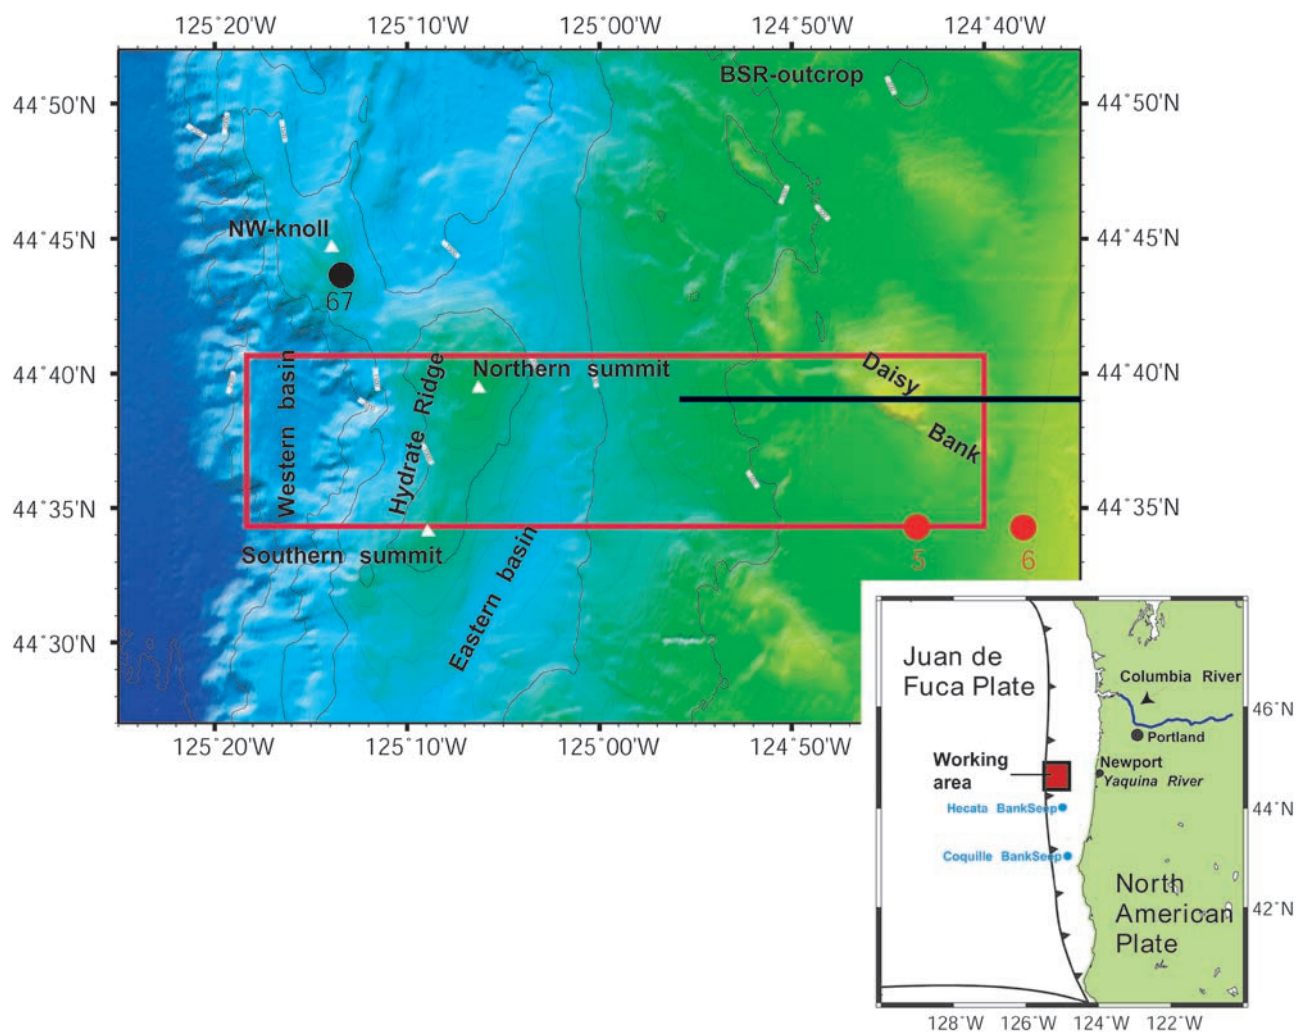 125˚20'W 125˚10'W 125˚00'W 124˚50'W 124˚40'W
BSR-outcrop
44˚50'N 44˚50'N
NW-knoll
44˚45'N 44˚45'N
67
44˚40'N 44˚40'N
Northern summit
Daisy
Bank
Western basin
Hydrate Ridge
44˚35'N 44˚35'N
Southern summit
5 6
Eastern basin
44˚30'N
125˚20'W 125˚10'W 125˚00'W 124˚50'W
Juan de
Fuca Plate
Columbia River
46˚N
Portland
Working
area
Newport
Yaquina River
Hecata BankSeep
44˚N
Coquille BankSeep
North
American
Plate
42˚N
128˚W 126˚W 124˚W 122˚W